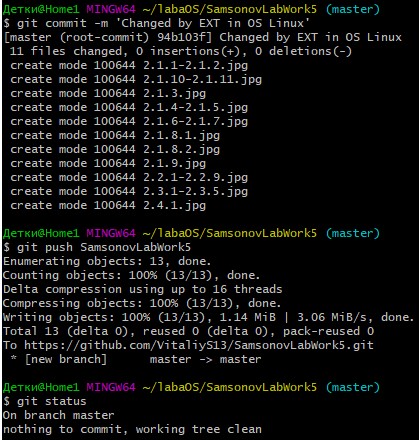 Детки@Home1 MINGW64 ~/labaOS/SamsonovLabWork5 (master)
$ git commit -m 'Changed by EXT in OS Linux'
[master (root-commit) 94b103f] Changed by EXT in OS Linux
 11 files changed, 0 insertions(+), 0 deletions(-)
 create mode 100644 2.1.1-2.1.2.jpg
 create mode 100644 2.1.10-2.1.11.jpg
 create mode 100644 2.1.3.jpg
 create mode 100644 2.1.4-2.1.5.jpg
 create mode 100644 2.1.6-2.1.7.jpg
 create mode 100644 2.1.8.1.jpg
 create mode 100644 2.1.8.2.jpg
 create mode 100644 2.1.9.jpg
 create mode 100644 2.2.1-2.2.9.jpg
 create mode 100644 2.3.1-2.3.5.jpg
 create mode 100644 2.4.1.jpg
Детки@Home1 MINGW64 ~/labaOS/SamsonovLabWork5 (master)
$ git push SamsonovLabWork5
Enumerating objects: 13, done.
Counting objects: 100% (13/13), done.
Delta compression using up to 16 threads
Compressing objects: 100% (13/13), done.
Writing objects: 100% (13/13), 1.14 MiB | 3.06 MiB/s, done.
Total 13 (delta 0), reused 0 (delta 0), pack-reused 0
To https://github.com/VitaliyS13/SamsonovLabWork5.git
 * [new branch]      master -> master
Детки@Home1 MINGW64 ~/labaOS/SamsonovLabWork5 (master)
$ git status
On branch master
nothing to commit, working tree clean